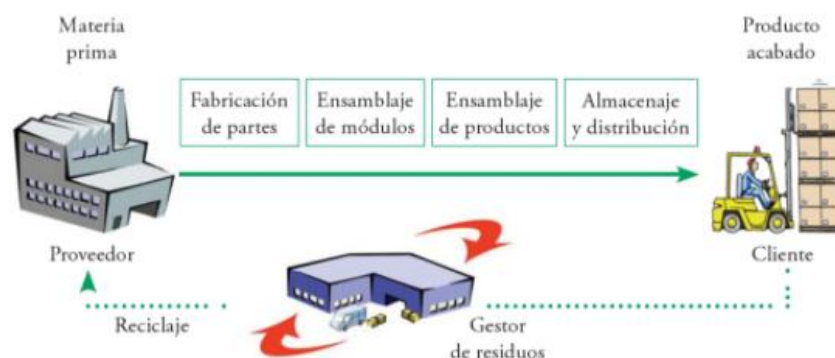 Materia
prima
Producto
acabado
Fabricación
de partes
Ensamblaje
de módulos
Ensamblaje
de productos
Almacenaje
y distribución
Proveedor
Cliente
Reciclaje
Gestor
de residuos